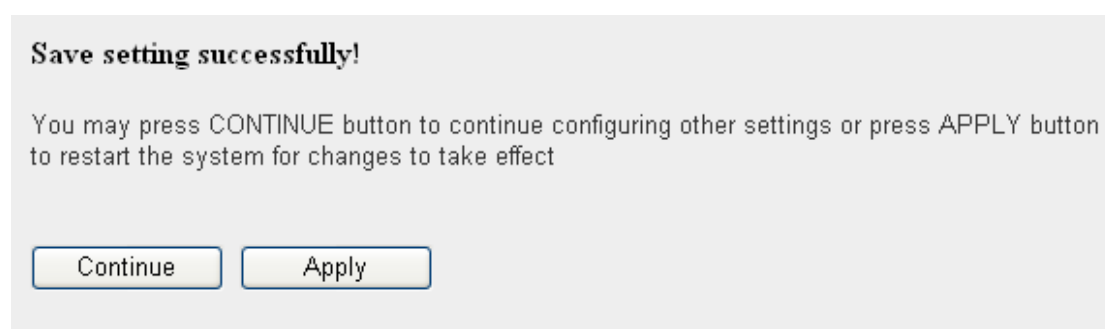 Save setting successfully!
You may press CONTINUE button to continue configuring other settings or press APPLY button
to restart the system for changes to take effect
Continue
Apply